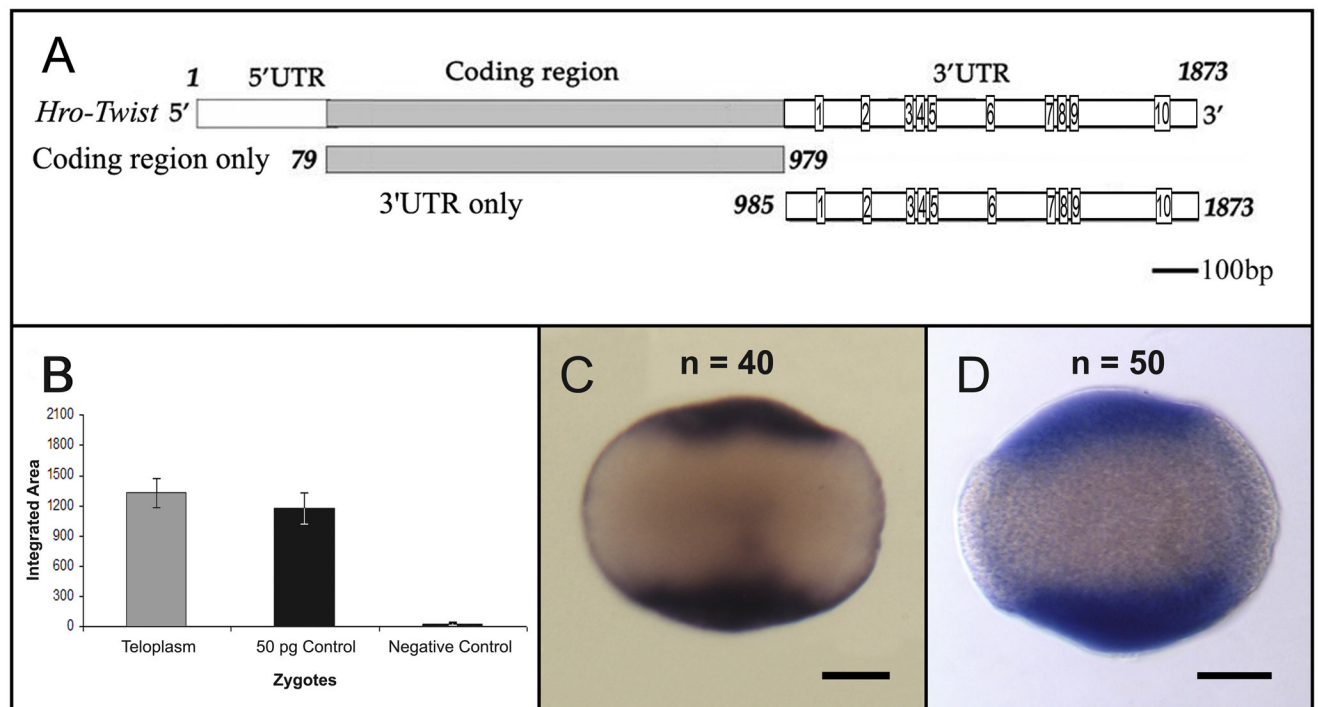 A
1 5′UTR Coding region 3′UTR 1873
Hro-Twist 5′ 1 2 3 4 5 6 7 8 9 10 3′
Coding region only 79 979
3'UTR only 985 1 2 3 4 5 6 7 8 9 10 1873
100bp
B
2100
1800
1500
1200
900
600
300
0
Integrated Area
Teloplasm 50 pg Control Negative Control
Zygotes
C
n = 40
D
n = 50